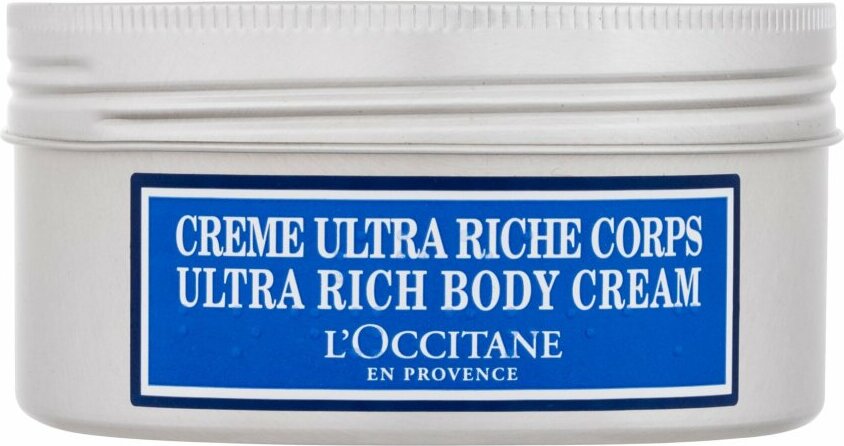 CREME ULTRA RICHE CORPS
ULTRA RICH BODY CREAM
L'OCCITANE
EN PROVENCE